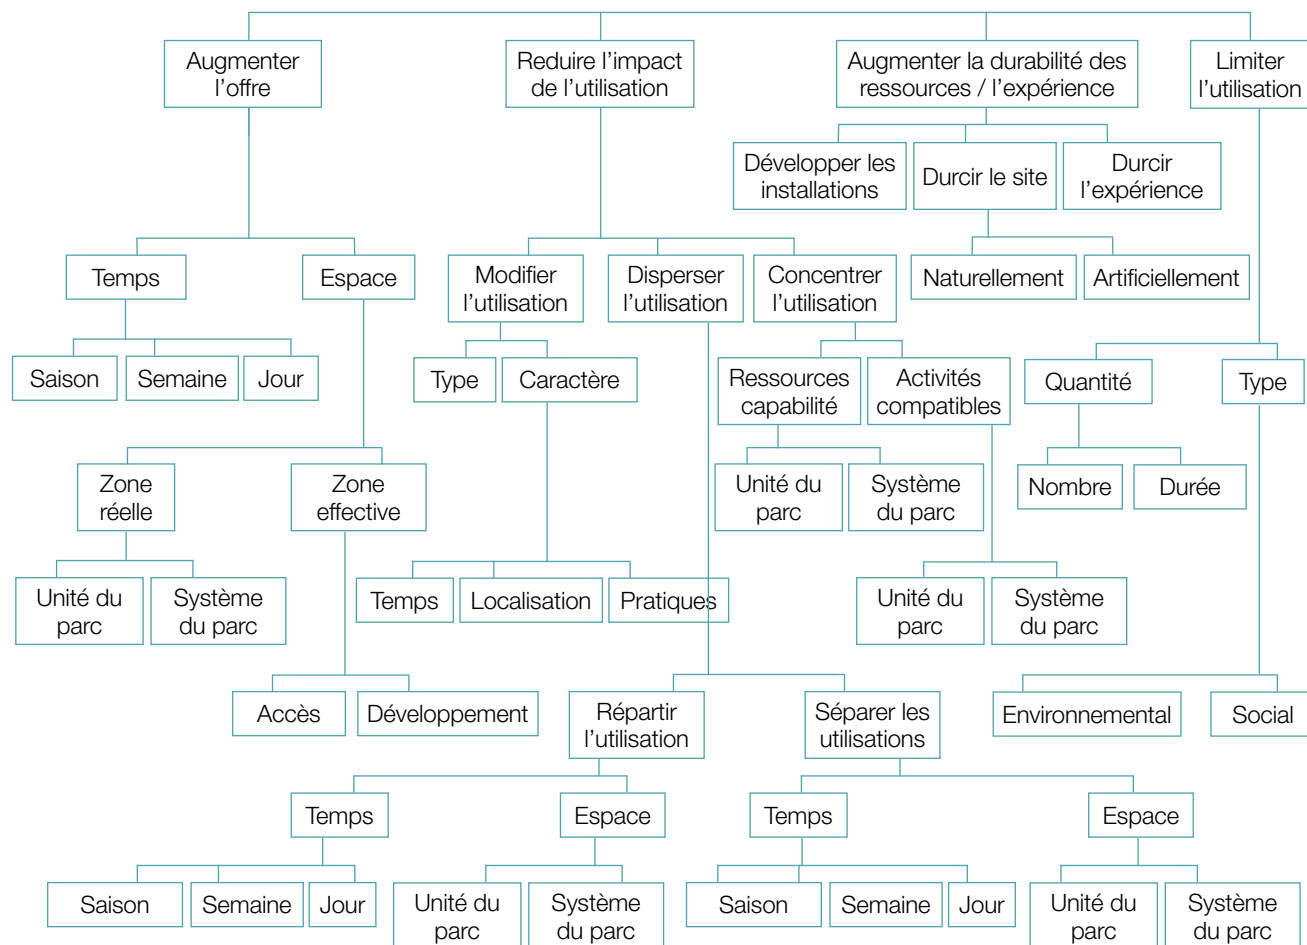 Augmenter
l’offre
Reduire l’impact
de l’utilisation
Augmenter la durabilité des
ressources / l’expérience
Limiter
l’utilisation
Développer les
installations
Durcir le site
Durcir
l’expérience
Temps
Espace
Modifier
l’utilisation
Disperser
l’utilisation
Concentrer
l’utilisation
Naturellement
Artificiellement
Saison
Semaine
Jour
Type
Caractère
Ressources
capabilité
Activités
compatibles
Quantité
Type
Zone
réelle
Zone
effective
Unité du
parc
Système
du parc
Nombre
Durée
Unité du
parc
Système
du parc
Temps
Localisation
Pratiques
Unité du
parc
Système
du parc
Accès
Développement
Répartir
l’utilisation
Séparer les
utilisations
Environnemental
Social
Temps
Espace
Temps
Espace
Saison
Semaine
Jour
Unité du
parc
Système
du parc
Saison
Semaine
Jour
Unité du
parc
Système
du parc